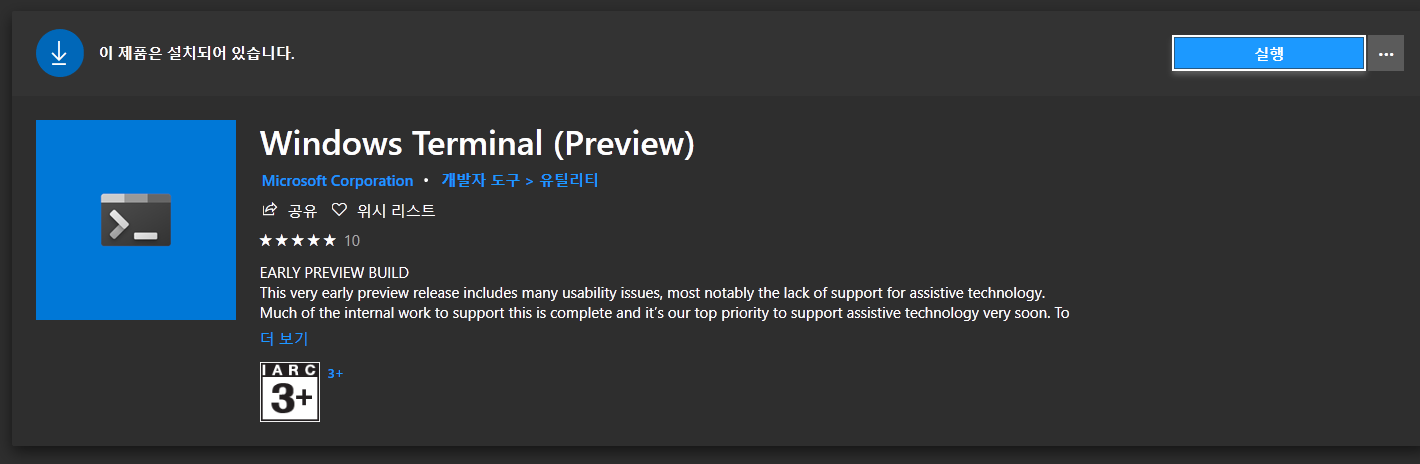 이 제품은 설치되어 있습니다.
실행
Windows Terminal (Preview)
Microsoft Corporation • 개발자 도구 > 유틸리티
공유 위시 리스트
10
EARLY PREVIEW BUILD
This very early preview release includes many usability issues, most notably the lack of support for assistive technology.
Much of the internal work to support this is complete and it's our top priority to support assistive technology very soon. To
더 보기
IARC
3+
3+